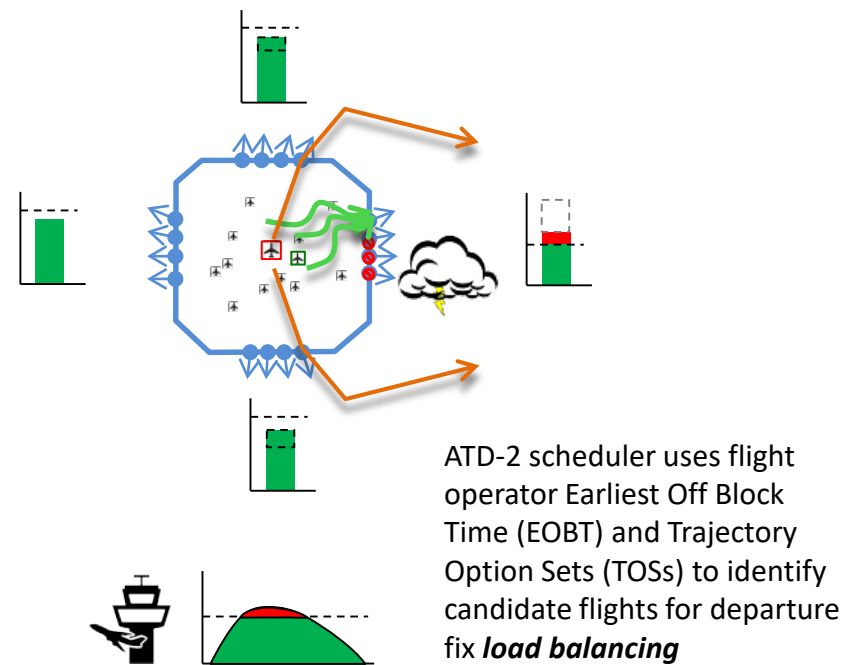 ATD-2 scheduler uses flight
operator Earliest Off Block
Time (EOBT) and Trajectory
Option Sets (TOSs) to identify
candidate flights for departure
fix load balancing